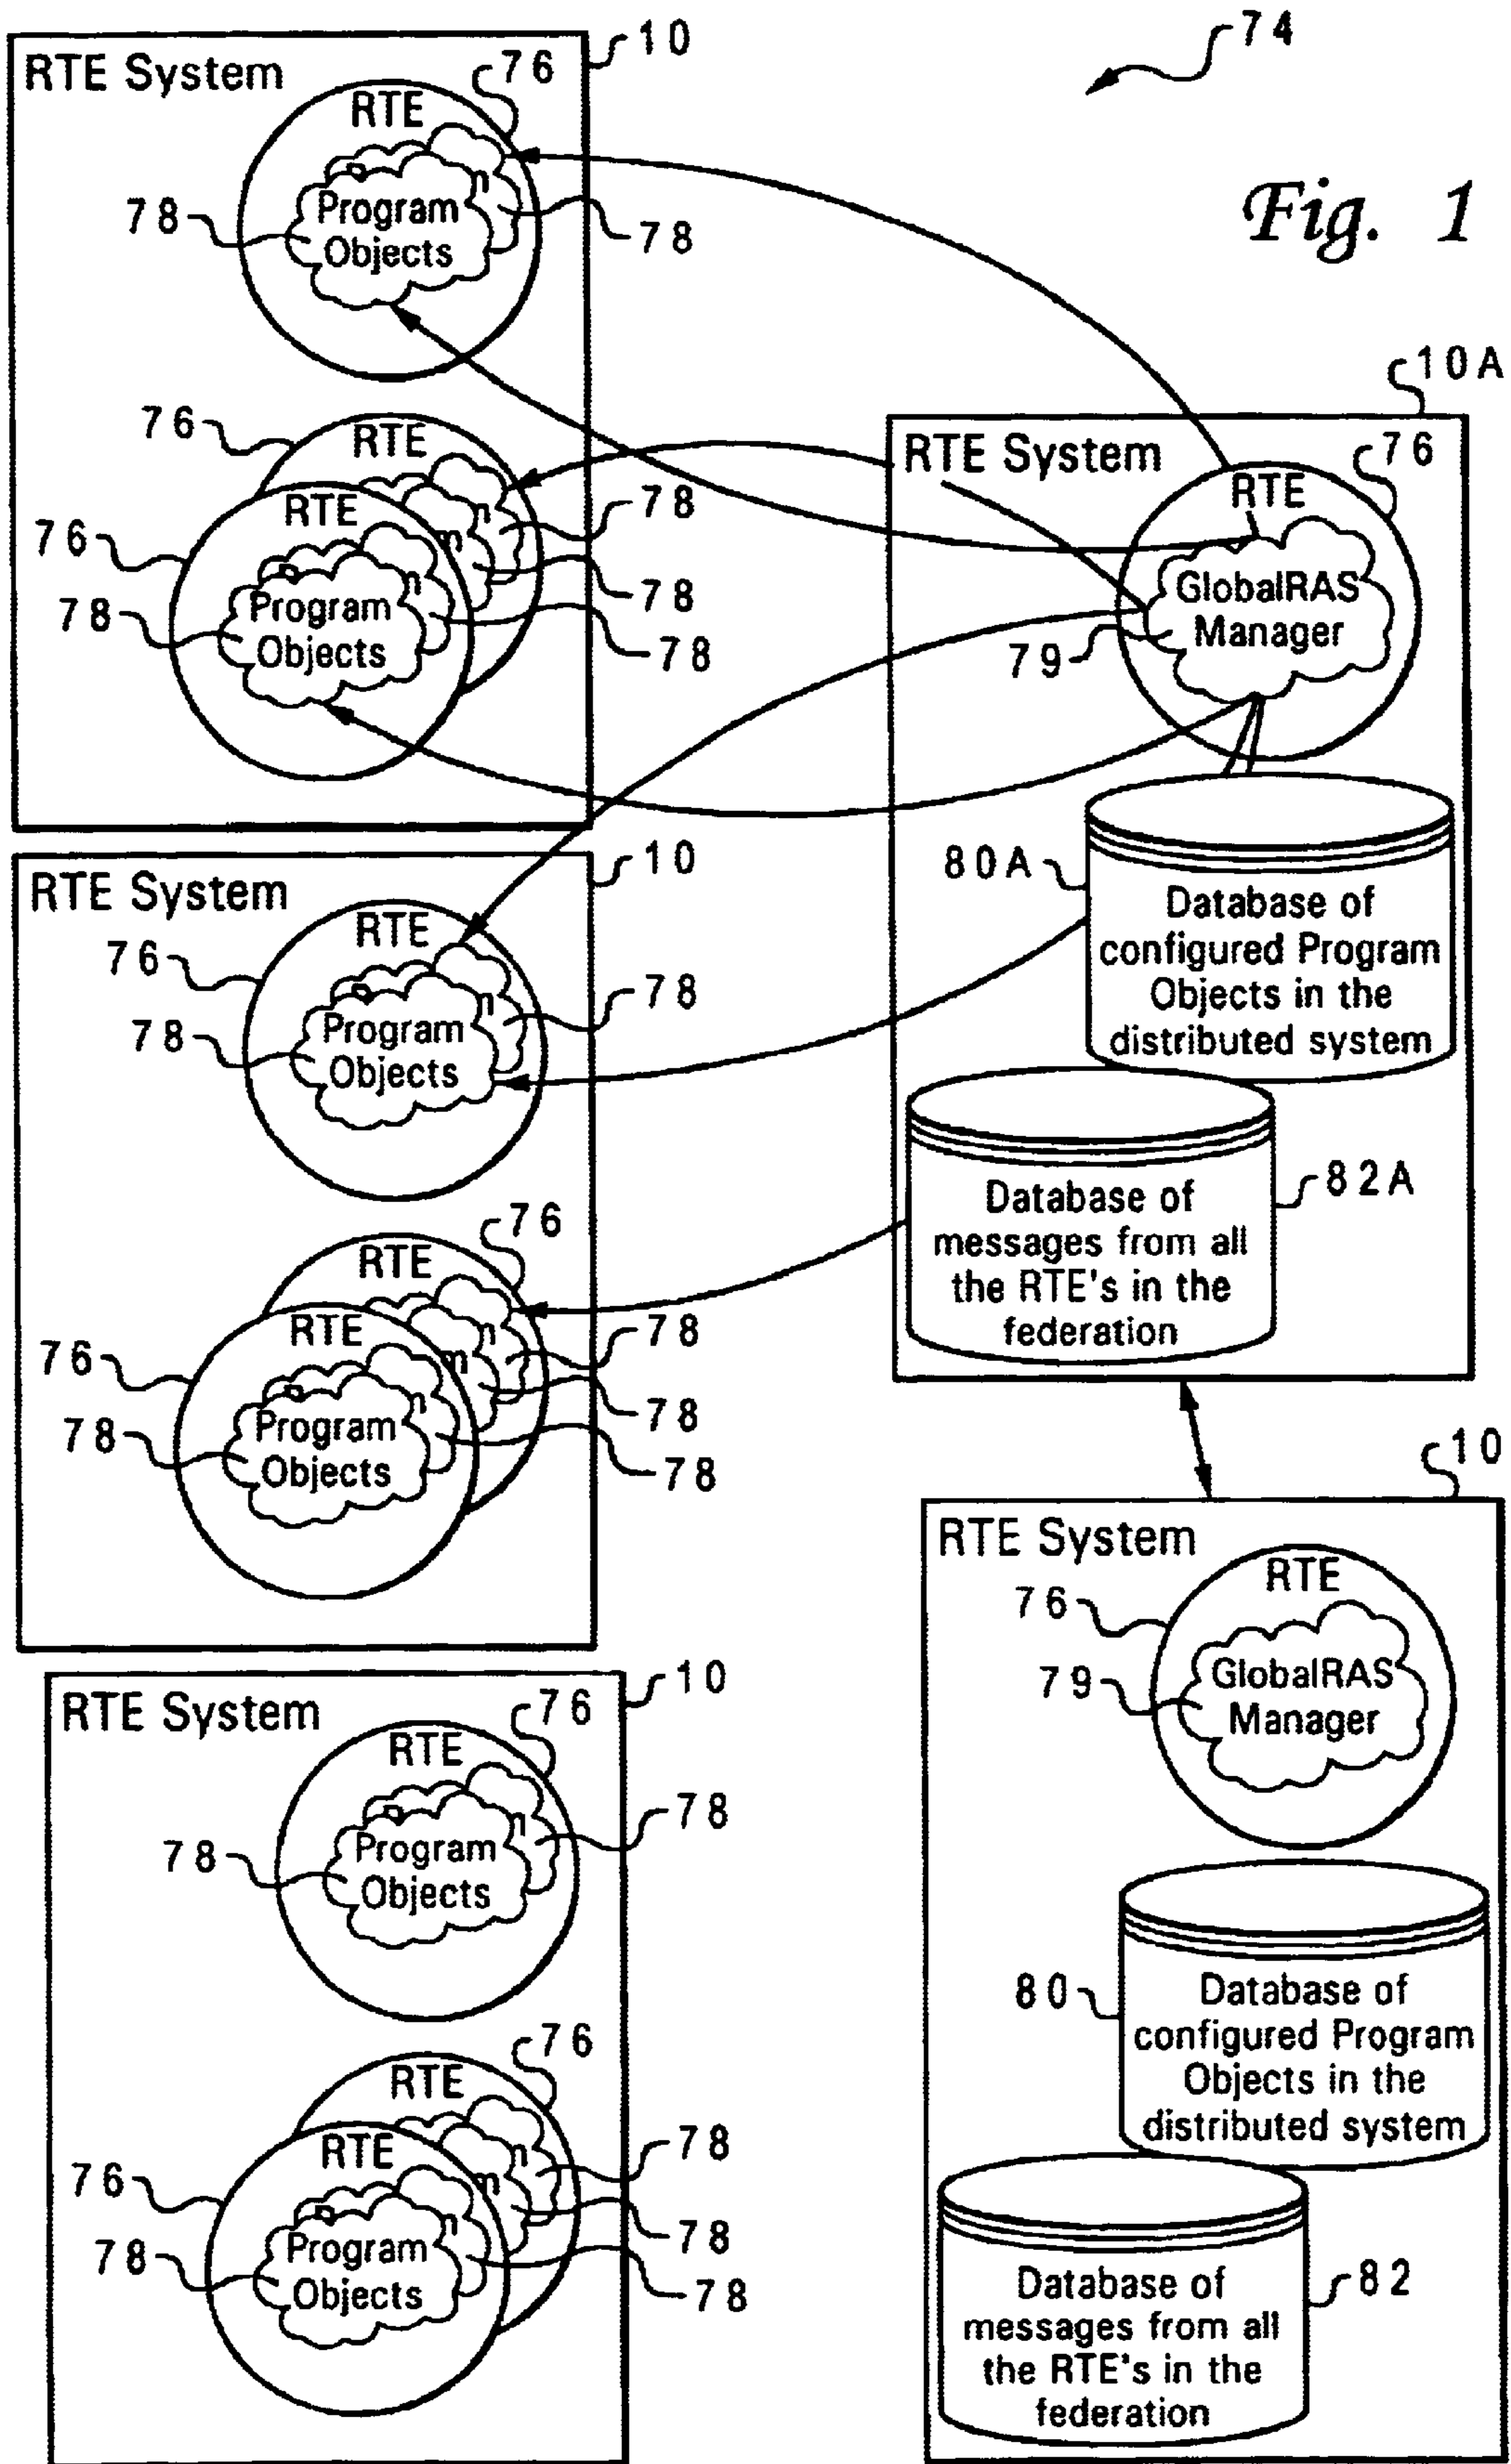 74
Fig. 1
10
RTE System
76
RTE
n
78
Program
Objects
78
76
RTE
78
n
m
78
76
RTE
n
78
Program
Objects
78
10A
RTE System
76
RTE
GlobalRAS
Manager
79
80A
Database of
configured Program
Objects in the
distributed system
82A
Database of
messages from all
the RTE's in the
federation
10
RTE System
76
RTE
78
n
78
Program
Objects
76
RTE
78
n
m
78
76
RTE
n
78
Program
Objects
78
10
RTE System
76
RTE
79
GlobalRAS
Manager
80
Database of
configured Program
Objects in the
distributed system
82
Database of
messages from all
the RTE's in the
federation
10
RTE System
76
RTE
78
n
78
Program
Objects
76
RTE
78
n
m
78
76
RTE
n
78
Program
Objects
78